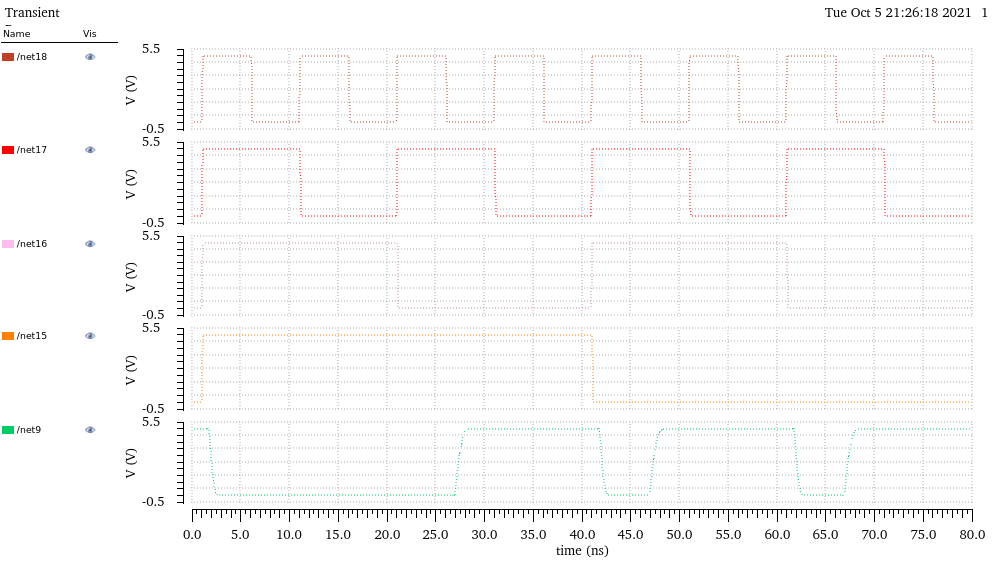 Transient
Tue Oct 5 21:26:18 2021 1
Name Vis
/net18
5.5
V (V)
-0.5
/net17
5.5
V (V)
-0.5
/net16
5.5
V (V)
-0.5
/net15
5.5
V (V)
-0.5
/net9
5.5
V (V)
-0.5
0.0 5.0 10.0 15.0 20.0 25.0 30.0 35.0 40.0 45.0 50.0 55.0 60.0 65.0 70.0 75.0 80.0
time (ns)